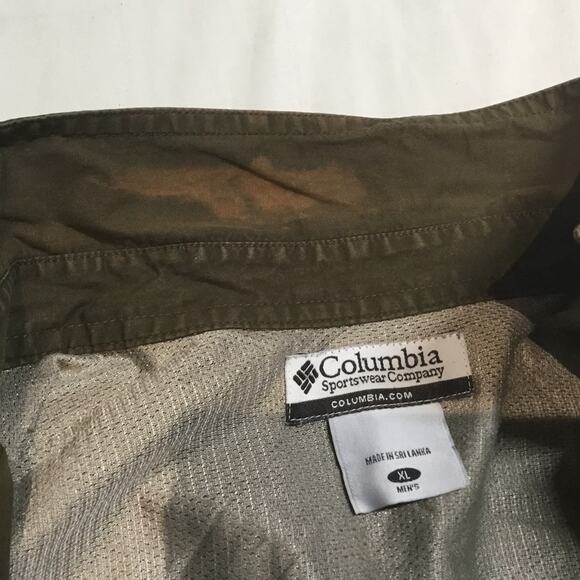 Columbia
Sportswear Company
COLUMBIA.COM
MADE IN SRI LANKA
XL
MEN'S